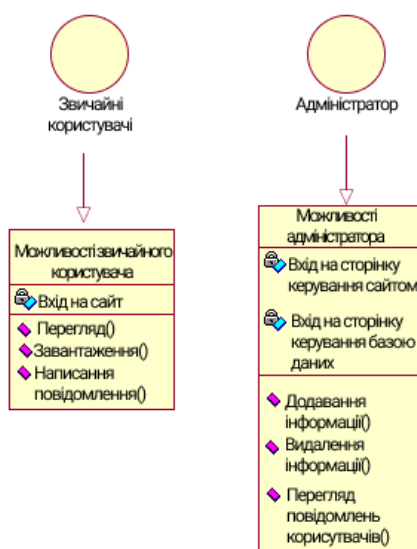 Звичайні
користувачі
Можливості звичайного
користувача
Вхід на сайт
Перегляд()
Завантаження()
Написання
повідомлення()
Адміністратор
Можливості
адміністратора
Вхід на сторінку
керування сайтом
Вхід на сторінку
керування базою
даних
Додавання
інформації()
Видалення
інформації()
Перегляд
повідомлень
корисутвачів()